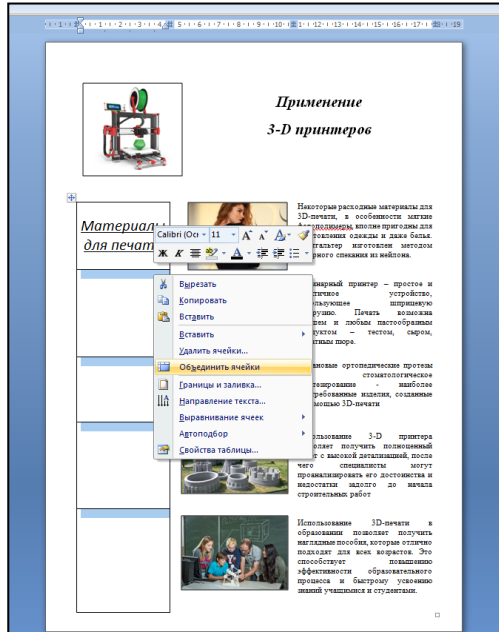 Применение
3-D принтеров
Материалы
для
Некоторые расходные материалы для
3D-печати, в особенности мягкие
вполне пригодны для
одежды и даже белья.
изготовлен методом
спекания из нейлона.
Calibri (Осн
11
Ж К
принтер – простое и
устройство,
шприцевую
Печать возможна
и любым пастообразным
– тестом, сыром,
пюре.
Вырезать
Копировать
Вставить
Вставить
Удалить ячейки...
Объединить ячейки
Границы и заливка...
Направление текста...
Выравнивание ячеек
Автоподбор
Свойства таблицы...
ортопедические протезы
стоматологическое
- наиболее
изделия, созданные
3D-печати
3-D принтера
получить полноценный
с высокой детализацией, после
чего специалисты могут
проанализировать его достоинства и
недостатки задолго до начала
строительных работ
Использование 3D-печати в
образовании позволяет получить
наглядные пособия, которые отлично
подходят для всех возрастов. Это
способствует повышению
эффективности образовательного
процесса и быстрому усвоению
знаний учащимися и студентами.